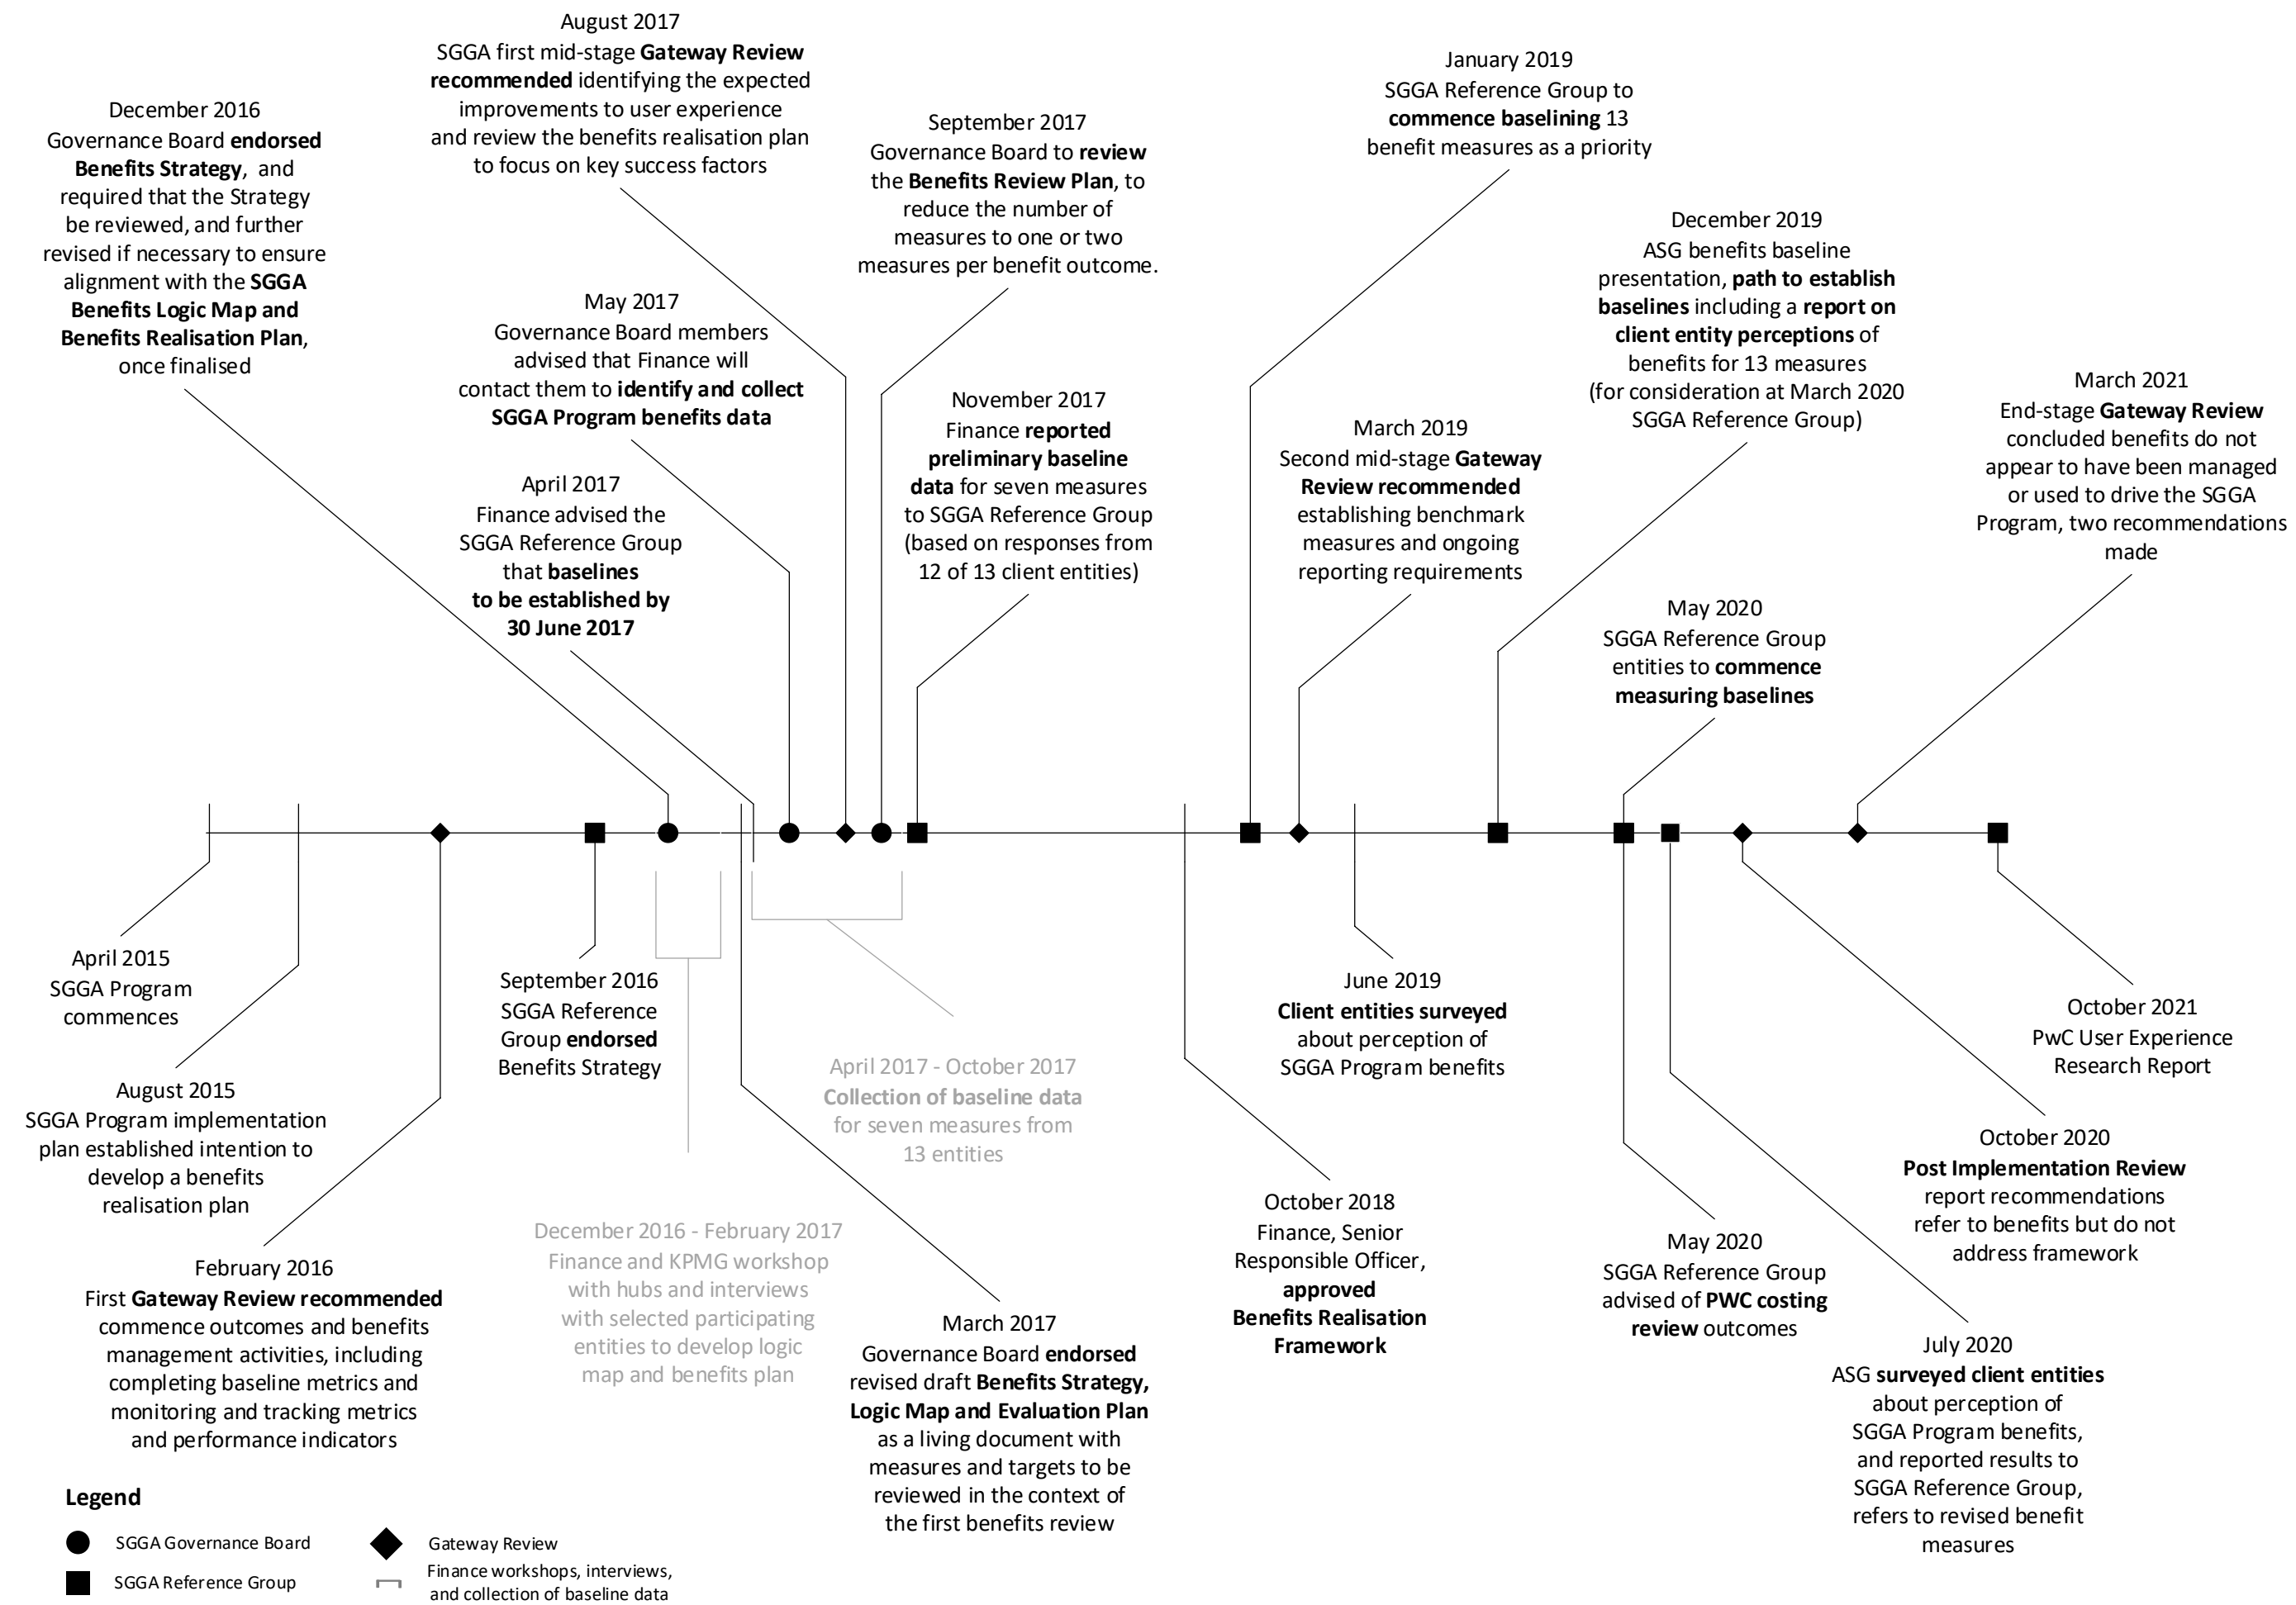 August 2017
SGGA first mid-stage Gateway Review
recommended identifying the expected
improvements to user experience
and review the benefits realisation plan
to focus on key success factors
January 2019
SGGA Reference Group to
commence baselining 13
benefit measures as a priority
December 2016
Governance Board endorsed
Benefits Strategy, and
required that the Strategy
be reviewed, and further
revised if necessary to ensure
alignment with the SGGA
Benefits Logic Map and
Benefits Realisation Plan,
once finalised
September 2017
Governance Board to review
the Benefits Review Plan, to
reduce the number of
measures to one or two
measures per benefit outcome.
December 2019
ASG benefits baseline
presentation, path to establish
baselines including a report on
client entity perceptions of
benefits for 13 measures
(for consideration at March 2020
SGGA Reference Group)
May 2017
Governance Board members
advised that Finance will
contact them to identify and collect
SGGA Program benefits data
March 2021
End-stage Gateway Review
concluded benefits do not
appear to have been managed
or used to drive the SGGA
Program, two recommendations
made
November 2017
Finance reported
preliminary baseline
data for seven measures
to SGGA Reference Group
(based on responses from
12 of 13 client entities)
March 2019
Second mid-stage Gateway
Review recommended
establishing benchmark
measures and ongoing
reporting requirements
April 2017
Finance advised the
SGGA Reference Group
that baselines
to be established by
30 June 2017
May 2020
SGGA Reference Group
entities to commence
measuring baselines
April 2015
SGGA Program
commences
September 2016
SGGA Reference
Group endorsed
Benefits Strategy
June 2019
Client entities surveyed
about perception of
SGGA Program benefits
October 2021
PwC User Experience
Research Report
April 2017 - October 2017
Collection of baseline data
for seven measures from
13 entities
August 2015
SGGA Program implementation
plan established intention to
develop a benefits
realisation plan
October 2020
Post Implementation Review
report recommendations
refer to benefits but do not
address framework
October 2018
Finance, Senior
Responsible Officer,
approved
Benefits Realisation
Framework
December 2016 - February 2017
Finance and KPMG workshop
with hubs and interviews
with selected participating
entities to develop logic
map and benefits plan
May 2020
SGGA Reference Group
advised of PWC costing
review outcomes
February 2016
First Gateway Review recommended
commence outcomes and benefits
management activities, including
completing baseline metrics and
monitoring and tracking metrics
and performance indicators
March 2017
Governance Board endorsed
revised draft Benefits Strategy,
Logic Map and Evaluation Plan
as a living document with
measures and targets to be
reviewed in the context of
the first benefits review
July 2020
ASG surveyed client entities
about perception of
SGGA Program benefits,
and reported results to
SGGA Reference Group,
refers to revised benefit
measures
Legend
SGGA Governance Board
Gateway Review
SGGA Reference Group
Finance workshops, interviews,
and collection of baseline data